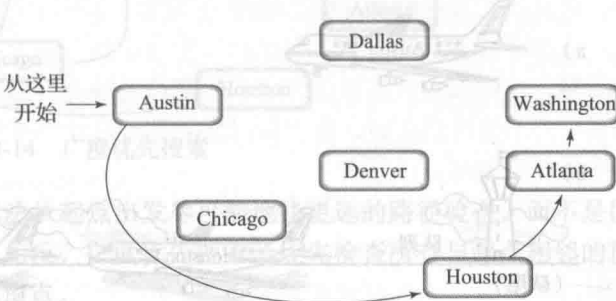 Dallas
从这里
开始
Austin
Washington
Denver
Atlanta
Chicago
Houston